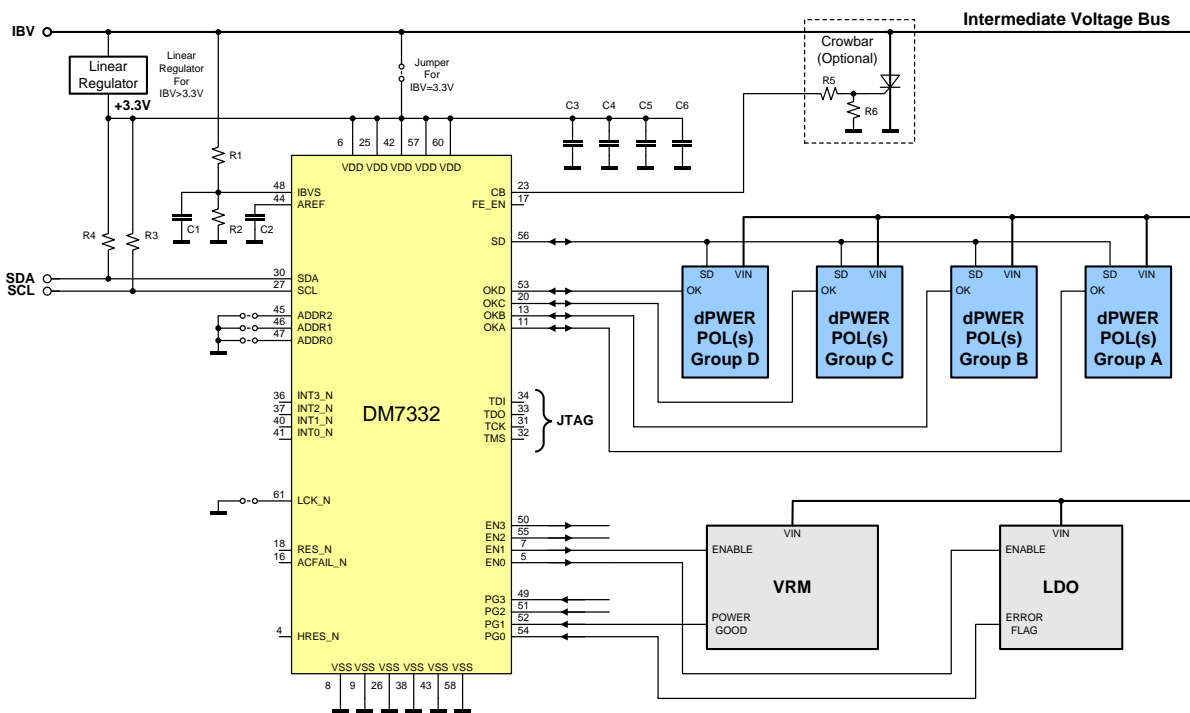 IBV
Intermediate Voltage Bus
Linear
Regulator
Linear
Regulator
For
IBV>3.3V
+3.3V
Jumper
For
IBV=3.3V
Crowbar
(Optional)
R5
R6
C3
C4
C5
C6
R1
R2
C1
C2
R4
R3
SDA
SCL
6
25
42
57
60
VDD VDD VDD VDD VDD
DM7332
48
IBVS
44
AREF
30
SDA
27
SCL
45
ADDR2
46
ADDR1
47
ADDR0
36
INT3_N
37
INT2_N
40
INT1_N
41
INT0_N
61
LCK_N
18
RES_N
16
ACFAIL_N
4
HRES_N
VSS VSS VSS VSS VSS VSS
8
9
26
38
43
58
CB
23
FE_EN
17
SD
56
OKD
53
OKC
20
OKB
13
OKA
11
TDI
34
TDO
33
TCK
31
TMS
32
JTAG
EN3
50
EN2
55
EN1
7
EN0
5
PG3
49
PG2
51
PG1
52
PG0
54
SD VIN
OK
dPWER
POL(s)
Group D
SD VIN
OK
dPWER
POL(s)
Group C
SD VIN
OK
dPWER
POL(s)
Group B
SD VIN
OK
dPWER
POL(s)
Group A
VIN
ENABLE
VRM
POWER
GOOD
VIN
ENABLE
LDO
ERROR
FLAG